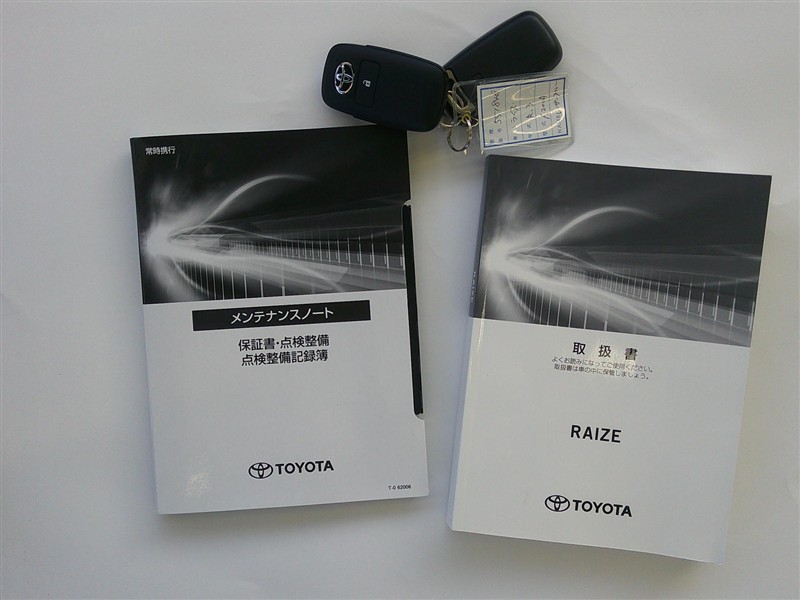 常時携行
メンテナンスノート
保証書・点検整備
点検整備記録簿
TOYOTA
T-0 62006
取扱書
よくお読みになってご使用ください。
取扱書は車の中に保管しましょう。
RAIZE
TOYOTA